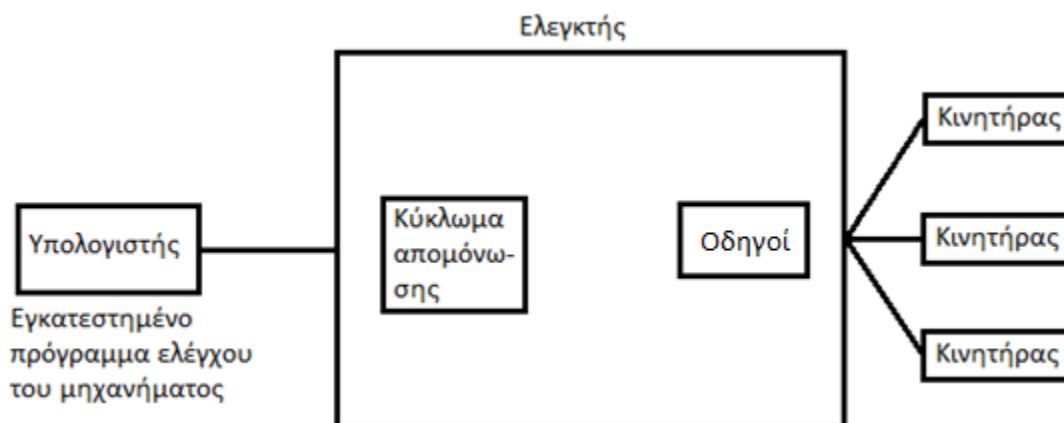 Ελεγκτής
Υπολογιστής
Εγκατεστημένο
πρόγραμμα ελέγχου
του μηχανήματος
Κύκλωμα
απομόνω-
σης
Οδηγοί
Κινητήρας
Κινητήρας
Κινητήρας